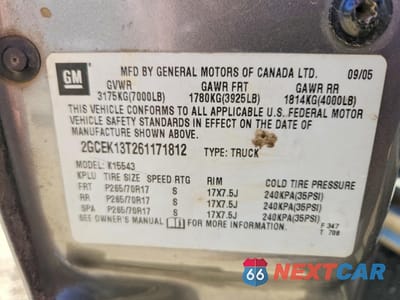 GM
MFD BY GENERAL MOTORS OF CANADA LTD. 09/05
GVWR GAWR FRT GAWR RR
3175KG(7000LB) 1780KG(3925LB) 1814KG(4000LB)
THIS VEHICLE CONFORMS TO ALL APPLICABLE U.S. FEDERAL MOTOR
VEHICLE SAFETY STANDARDS IN EFFECT ON THE DATE OF
MANUFACTURE SHOWN ABOVE.
2GCEK13T261171812 TYPE: TRUCK
MODEL: K15543
KPLU TIRE SIZE SPEED RTG RIM COLD TIRE PRESSURE
FRT P265/70R17 S 17X7.5J 240KPA(35PSI)
RR P265/70R17 S 17X7.5J 240KPA(35PSI)
SPA P265/70R17 S 17X7.5J 240KPA(35PSI)
SEE OWNER'S MANUAL FOR MORE INFORMATION. F 347
T 708
66 NEXTCAR